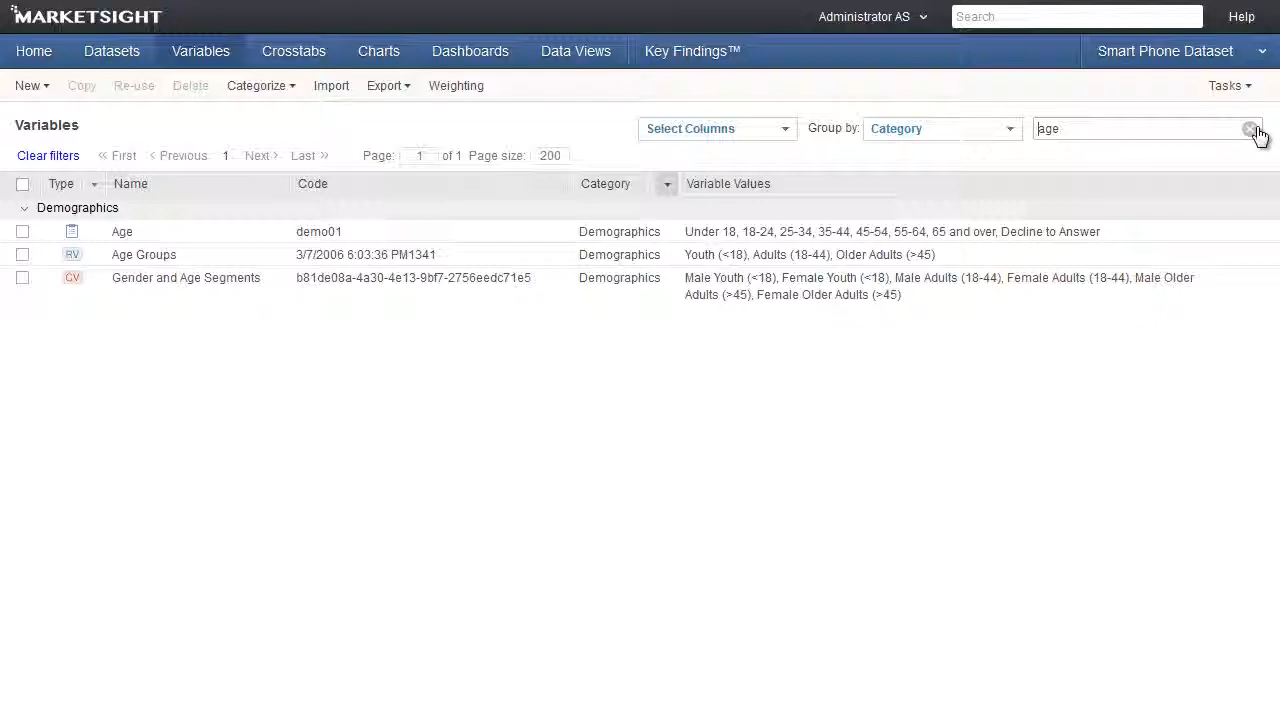 MARKETSIGHT Administrator AS Search Help
Home Datasets Variables Crosstabs Charts Dashboards Data Views Key Findings™ Smart Phone Dataset
New Copy Re-use Delete Categorize Import Export Weighting Tasks
Variables Select Columns Group by: Category age
Clear filters First Previous 1 Next Last Page: 1 of 1 Page size: 200
Type Name Code Category Variable Values
Demographics
Age demo01 Demographics Under 18, 18-24, 25-34, 35-44, 45-54, 55-64, 65 and over, Decline to Answer
RV Age Groups 3/7/2006 6:03:36 PM1341 Demographics Youth (<18), Adults (18-44), Older Adults (>45)
GV Gender and Age Segments b81de08a-4a30-4e13-9bf7-2756eedc71e5 Demographics Male Youth (<18), Female Youth (<18), Male Adults (18-44), Female Adults (18-44), Male Older
Adults (>45), Female Older Adults (>45)